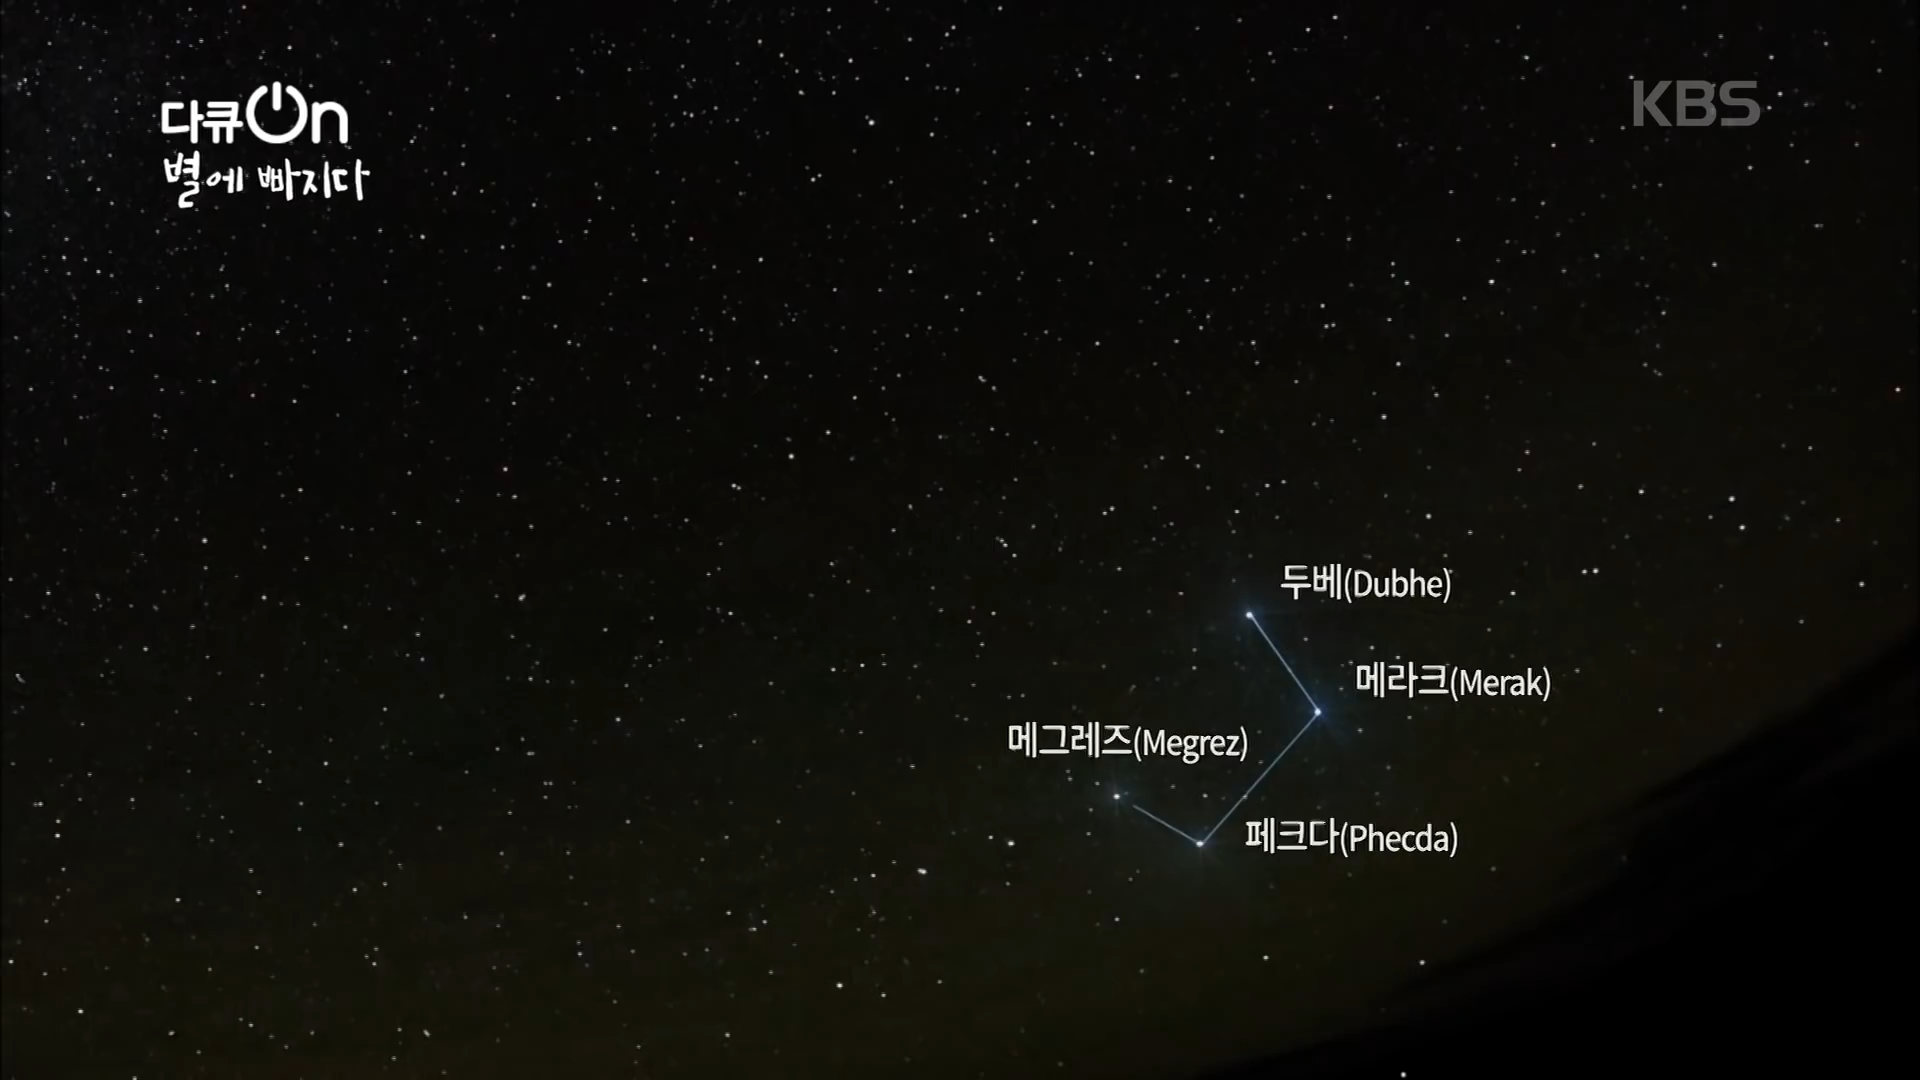 다큐On
별에 빠지다
KBS
두베(Dubhe)
메라크(Merak)
메그레즈(Megrez)
페크다(Phecda)